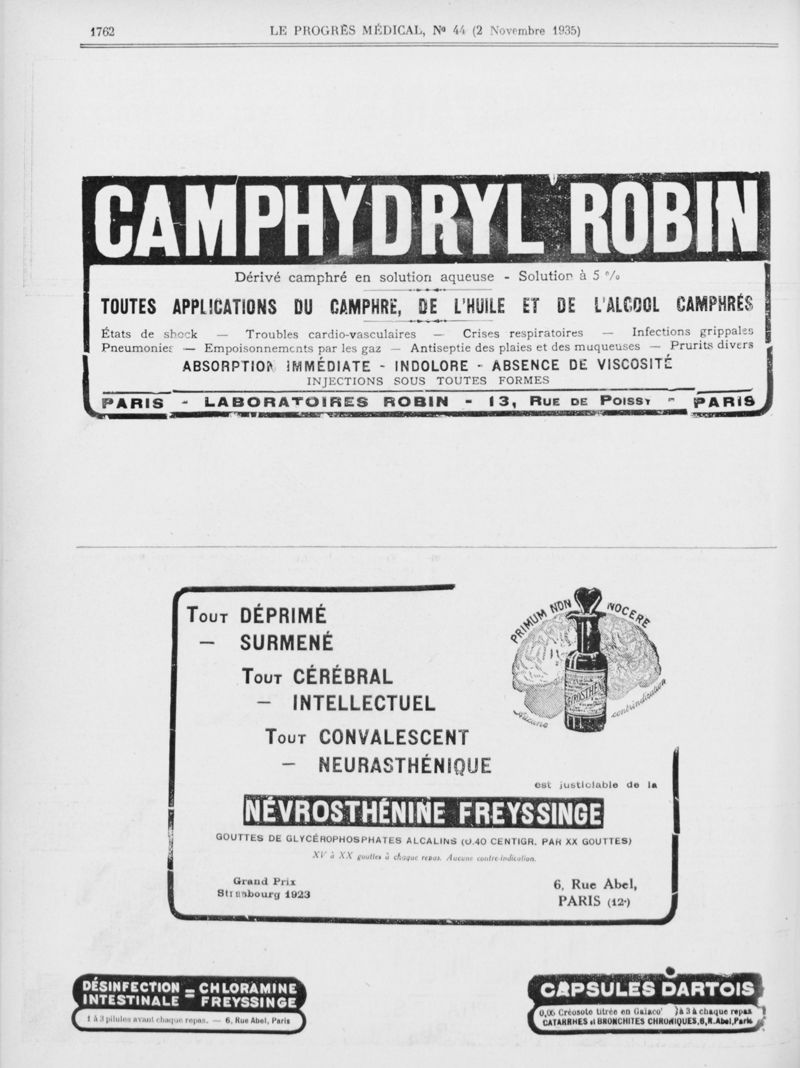 1762
LE PROGRÈS MÉDICAL, Nº 44 (2 Novembre 1935)
CAMPHYDRYL ROBIN
Dérivé camphré en solution aqueuse - Solution à 5 %
TOUTES APPLICATIONS DU CAMPHRE, DE L'HUILE ET DE L'ALCOOL CAMPHRÉS
États de shock — Troubles cardio-vasculaires — Crises respiratoires — Infections grippales
Pneumonies — Empoisonnements par les gaz — Antiseptie des plaies et des muqueuses — Prurits divers
ABSORPTION IMMÉDIATE - INDOLORE - ABSENCE DE VISCOSITÉ
INJECTIONS SOUS TOUTES FORMES
PARIS - LABORATOIRES ROBIN - 13, RUE DE POISSY - PARIS
TOUT DÉPRIMÉ
— SURMENÉ
TOUT CÉRÉBRAL
— INTELLECTUEL
TOUT CONVALESCENT
— NEURASTHÉNIQUE
PRIMUM NON NOCERE
Aucune contrindication
est justiciable de la
NÉVROSTHÉNINE FREYSSINGE
GOUTTES DE GLYCÉROPHOSPHATES ALCALINS (0.40 CENTIGR. PAR XX GOUTTES)
XV à XX gouttes à chaque repas. Aucune contre-indication.
Grand Prix
Strasbourg 1923
6, Rue Abel,
PARIS (12e)
DÉSINFECTION = CHLORAMINE
INTESTINALE = FREYSSINGE
1 à 3 pilules avant chaque repas. — 6, Rue Abel, Paris
CAPSULES DARTOIS
0,05 Créosote titrée en Gaïaco' )à 3 à chaque repas
CATARRHES et BRONCHITES CHRONIQUES, 6, R. Abel, Paris